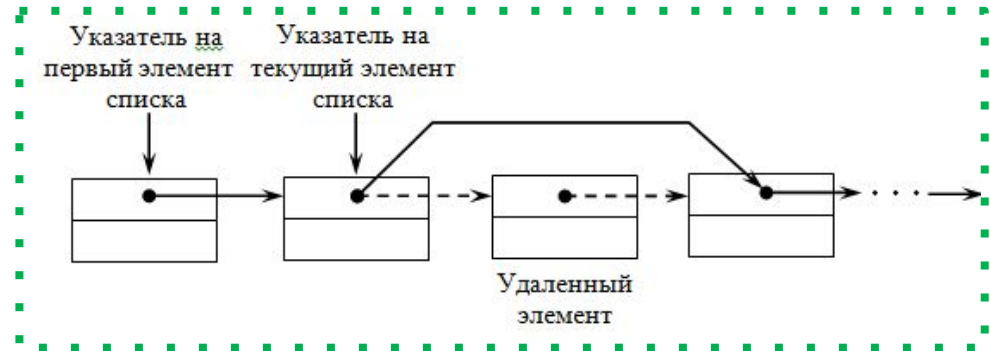 Указатель на
первый элемент
списка
Указатель на
текущий элемент
списка
Удаленный
элемент